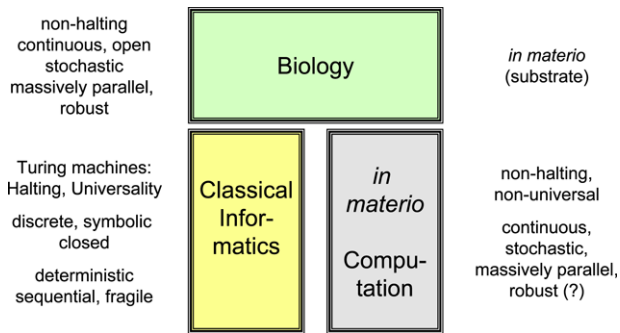 non-halting
continuous, open
stochastic
massively parallel,
robust
Biology
in materio
(substrate)
Turing machines:
Halting, Universality
discrete, symbolic
closed
deterministic
sequential, fragile
Classical
Infor-
matics
in
materio
Compu-
tation
non-halting,
non-universal
continuous,
stochastic,
massively parallel,
robust (?)